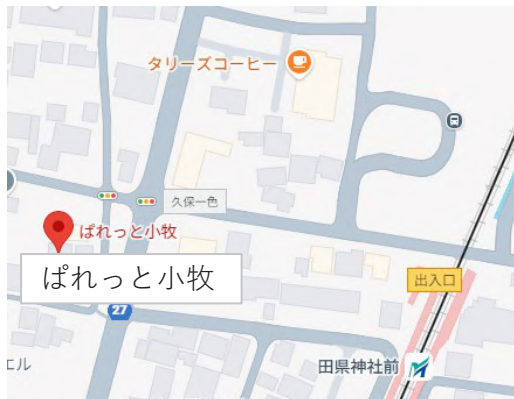 タリーズコーヒー
久保一色
ぱれっと小牧
ぱれっと小牧
出入口
27
エル
田県神社前